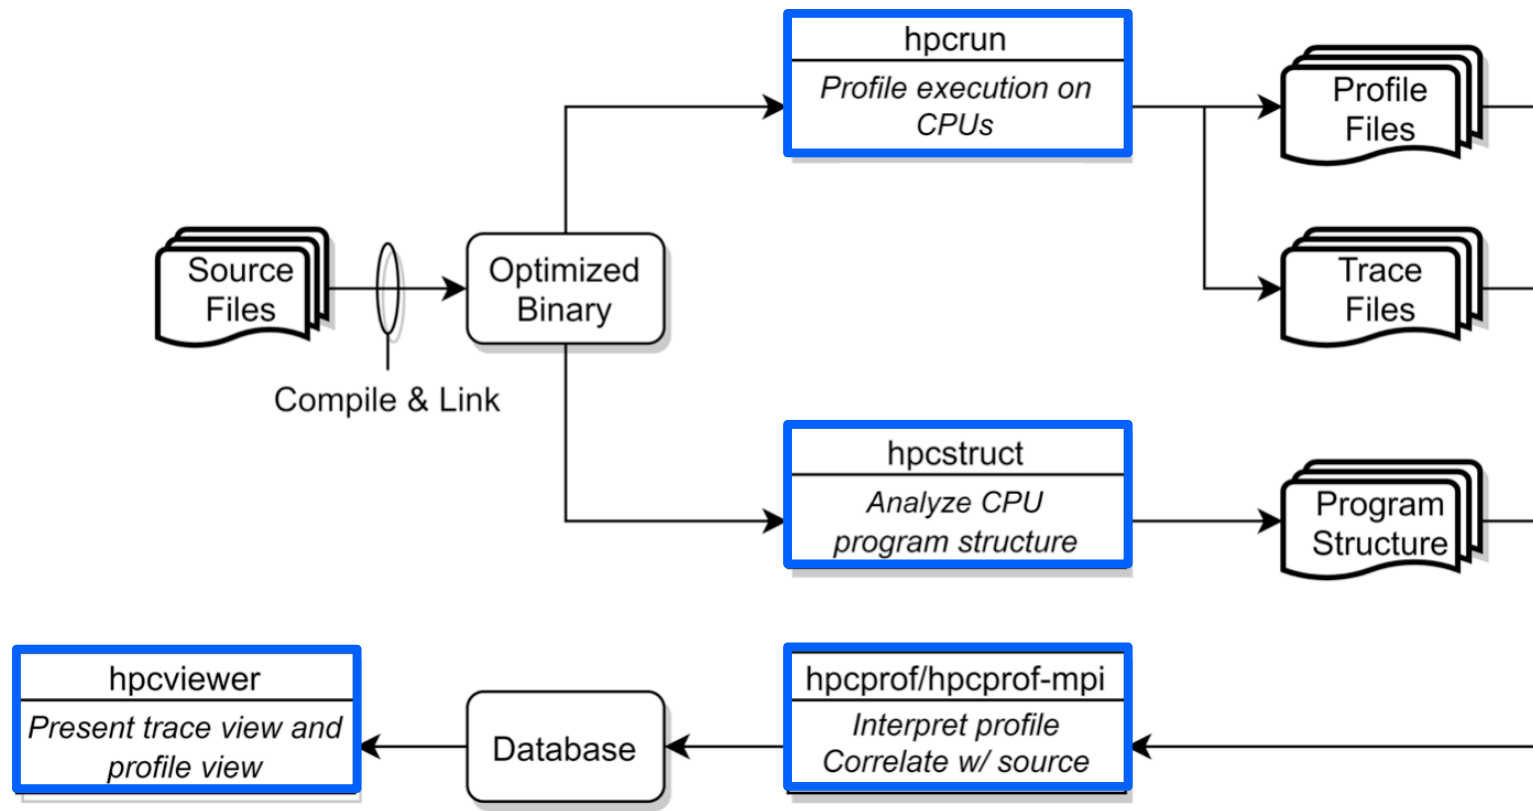 hpcrun
Profile execution on
CPUs
Profile
Files
Source
Files
Optimized
Binary
Trace
Files
Compile & Link
hpcstruct
Analyze CPU
program structure
Program
Structure
hpcviewer
Present trace view and
profile view
Database
hpcprof/hpcprof-mpi
Interpret profile
Correlate w/ source